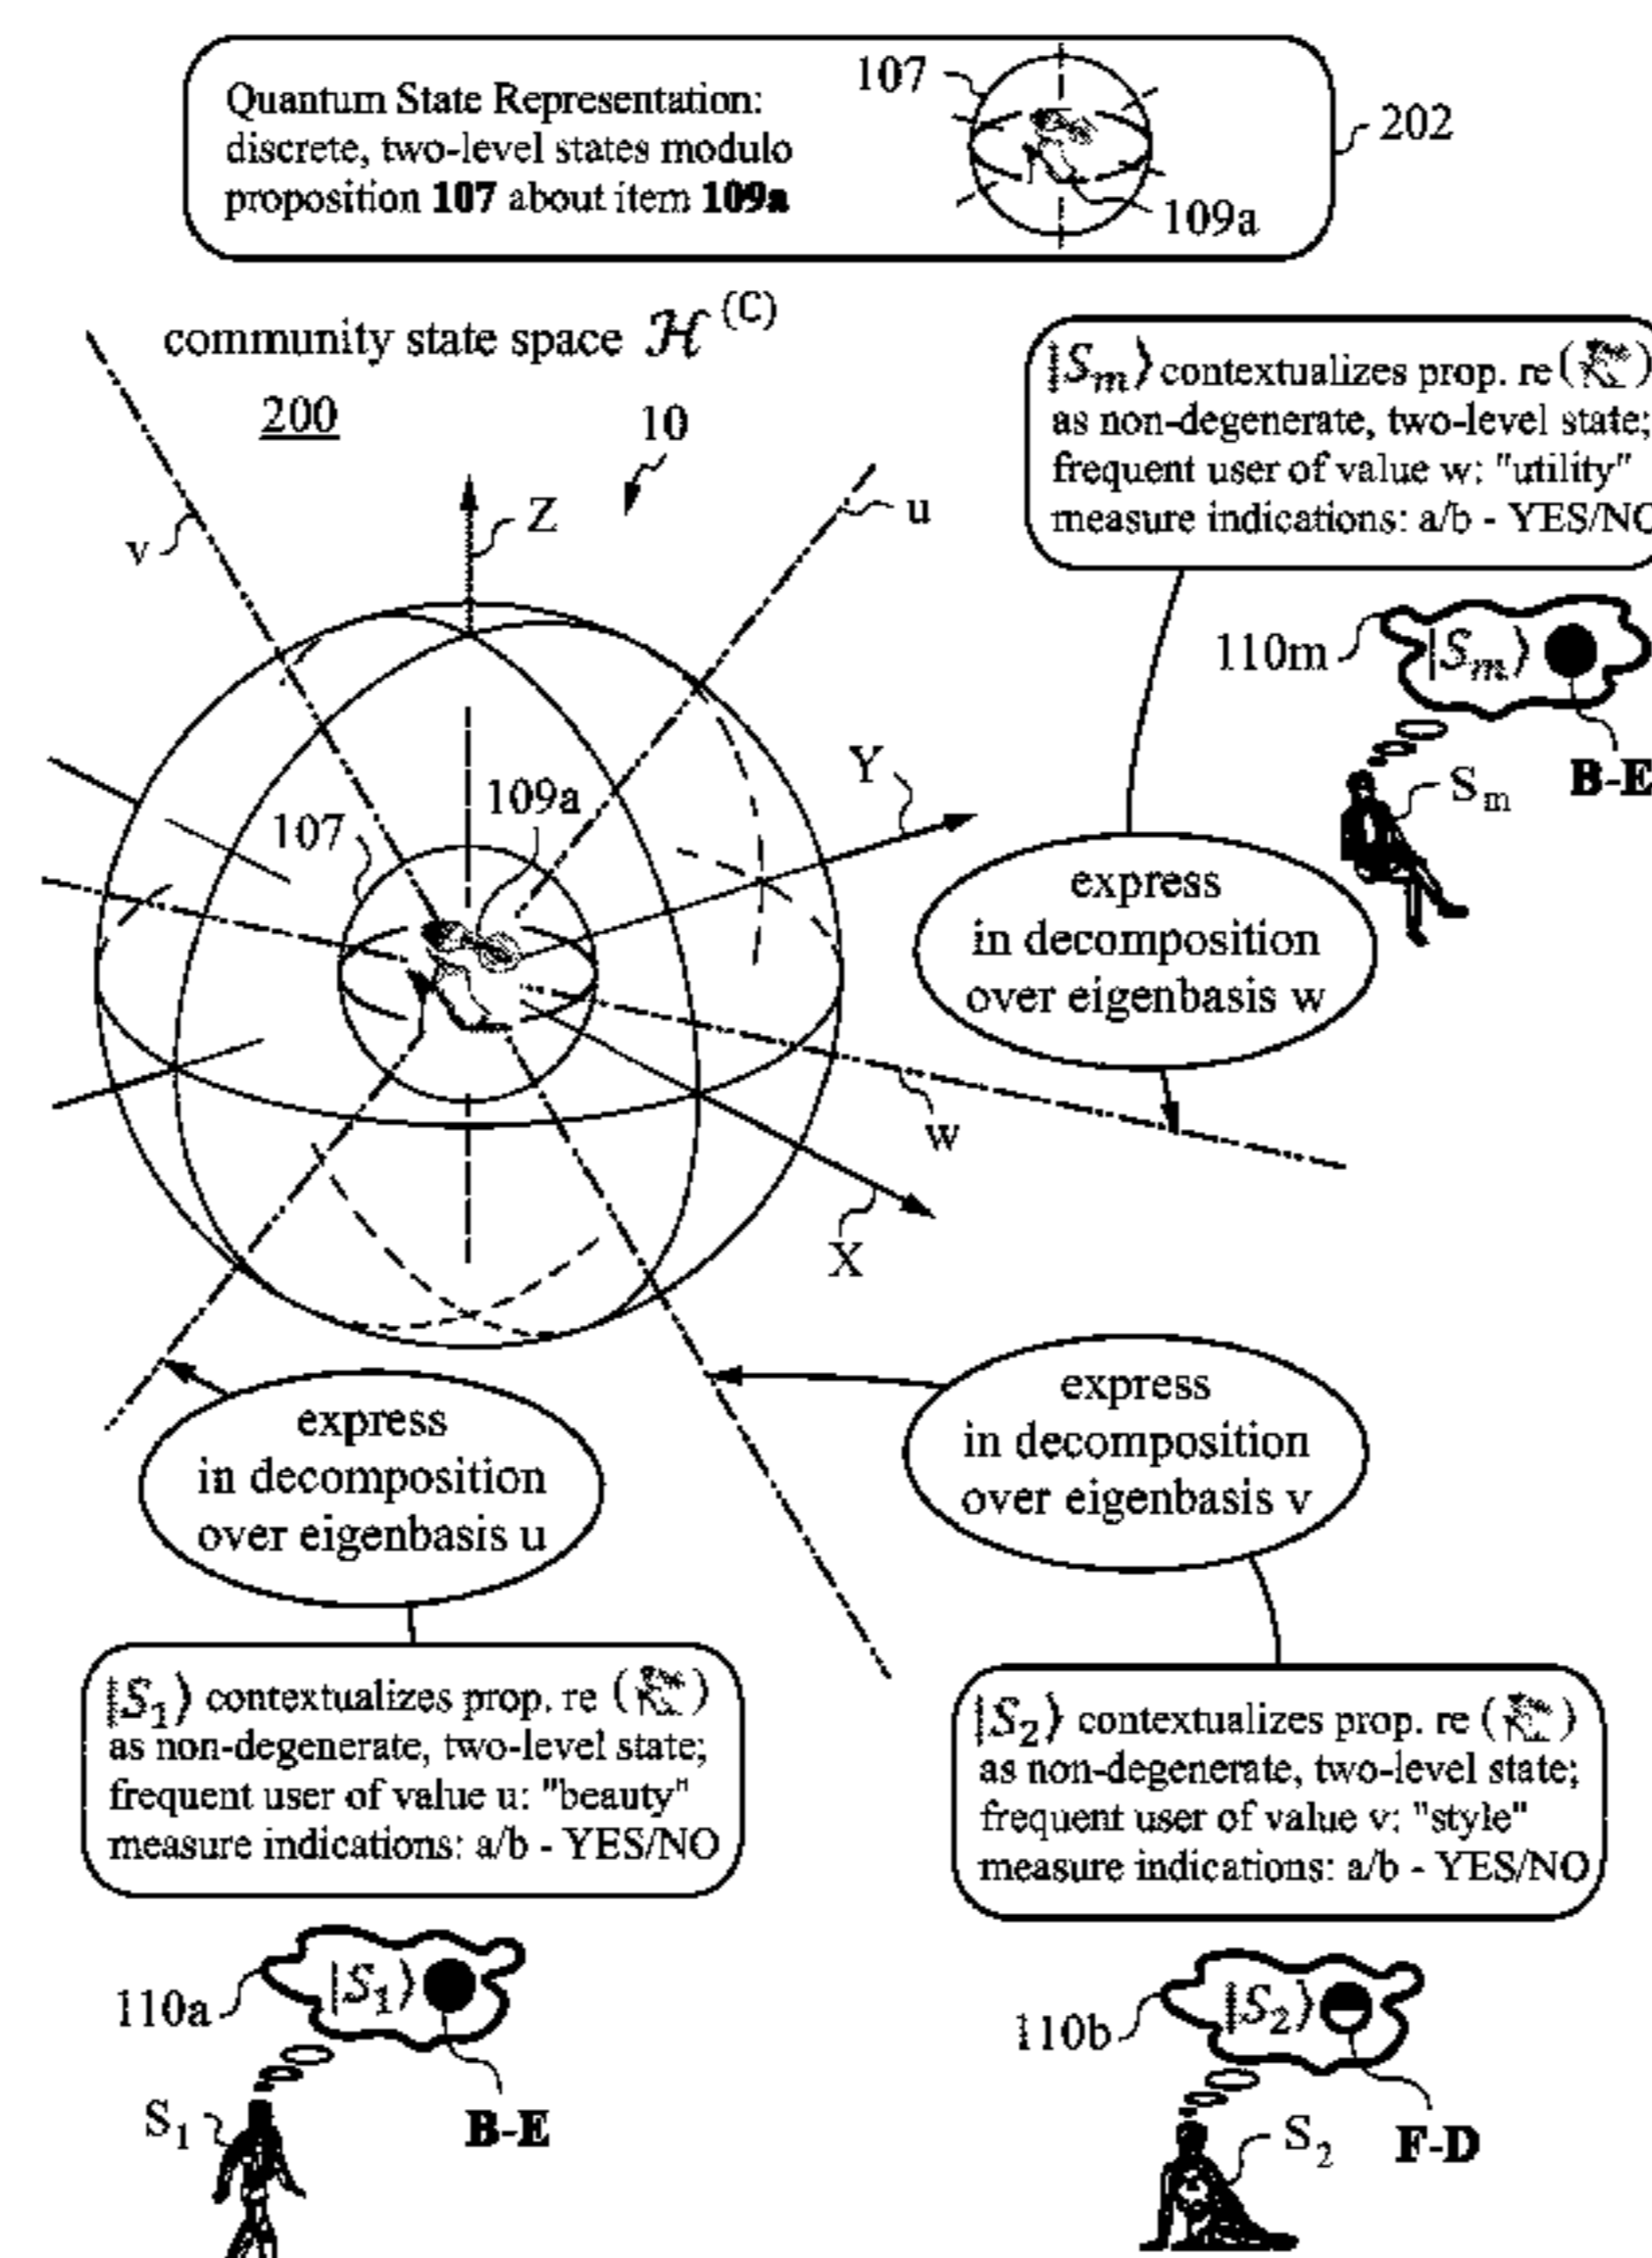 Quantum State Representation:
discrete, two-level states modulo
proposition 107 about item 109a
107
109a
202
community state space ℋ (C)
200
10
v
Z
u
|Sm⟩ contextualizes prop. re ( )
as non-degenerate, two-level state;
frequent user of value w: "utility"
measure indications: a/b - YES/NO
110m
|Sm⟩
B-E
Sm
Y
109a
107
express
in decomposition
over eigenbasis w
w
X
express
in decomposition
over eigenbasis u
express
in decomposition
over eigenbasis v
|S1⟩ contextualizes prop. re ( )
as non-degenerate, two-level state;
frequent user of value u: "beauty"
measure indications: a/b - YES/NO
|S2⟩ contextualizes prop. re ( )
as non-degenerate, two-level state;
frequent user of value v: "style"
measure indications: a/b - YES/NO
110a
|S1⟩
S1
B-E
110b
|S2⟩
S2
F-D